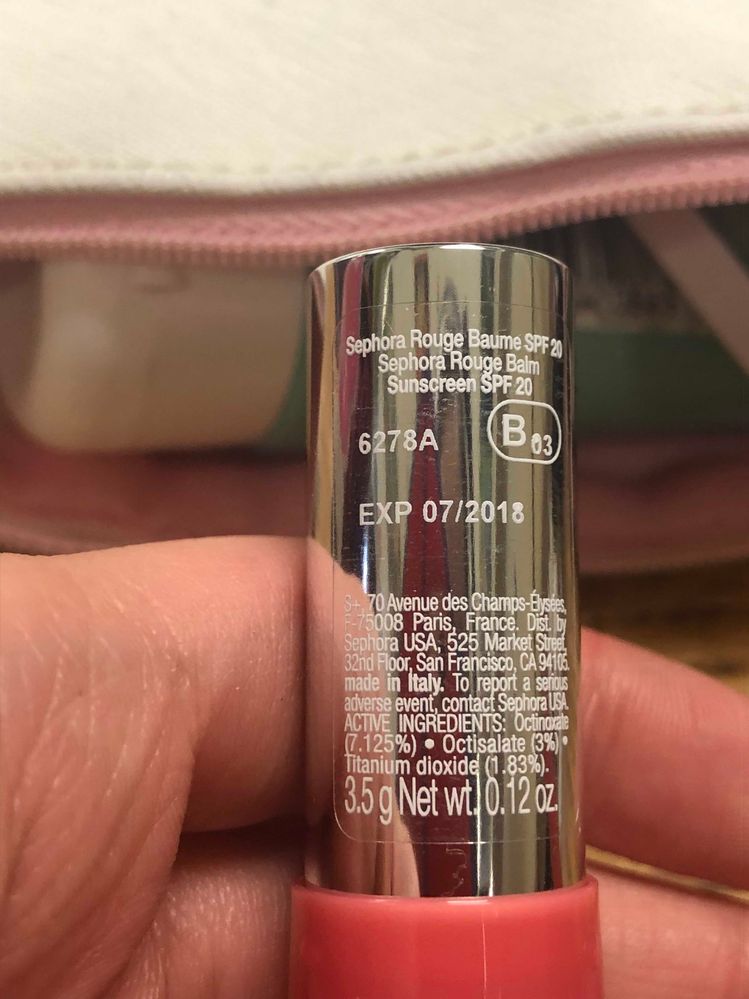 Sephora Rouge Baume SPF 20
Sephora Rouge Balm
Sunscreen SPF 20
6278A
B 03
EXP 07/2018
S+, 70 Avenue des Champs-Élysées,
F-75008 Paris, France. Dist. by
Sephora USA, 525 Market Street,
32nd Floor, San Francisco, CA 94105.
made in Italy. To report a serious
adverse event, contact Sephora USA.
ACTIVE INGREDIENTS: Octinoxate
(7.125%) • Octisalate (3%) •
Titanium dioxide (1.83%).
3.5 g Net wt. 0.12 oz.